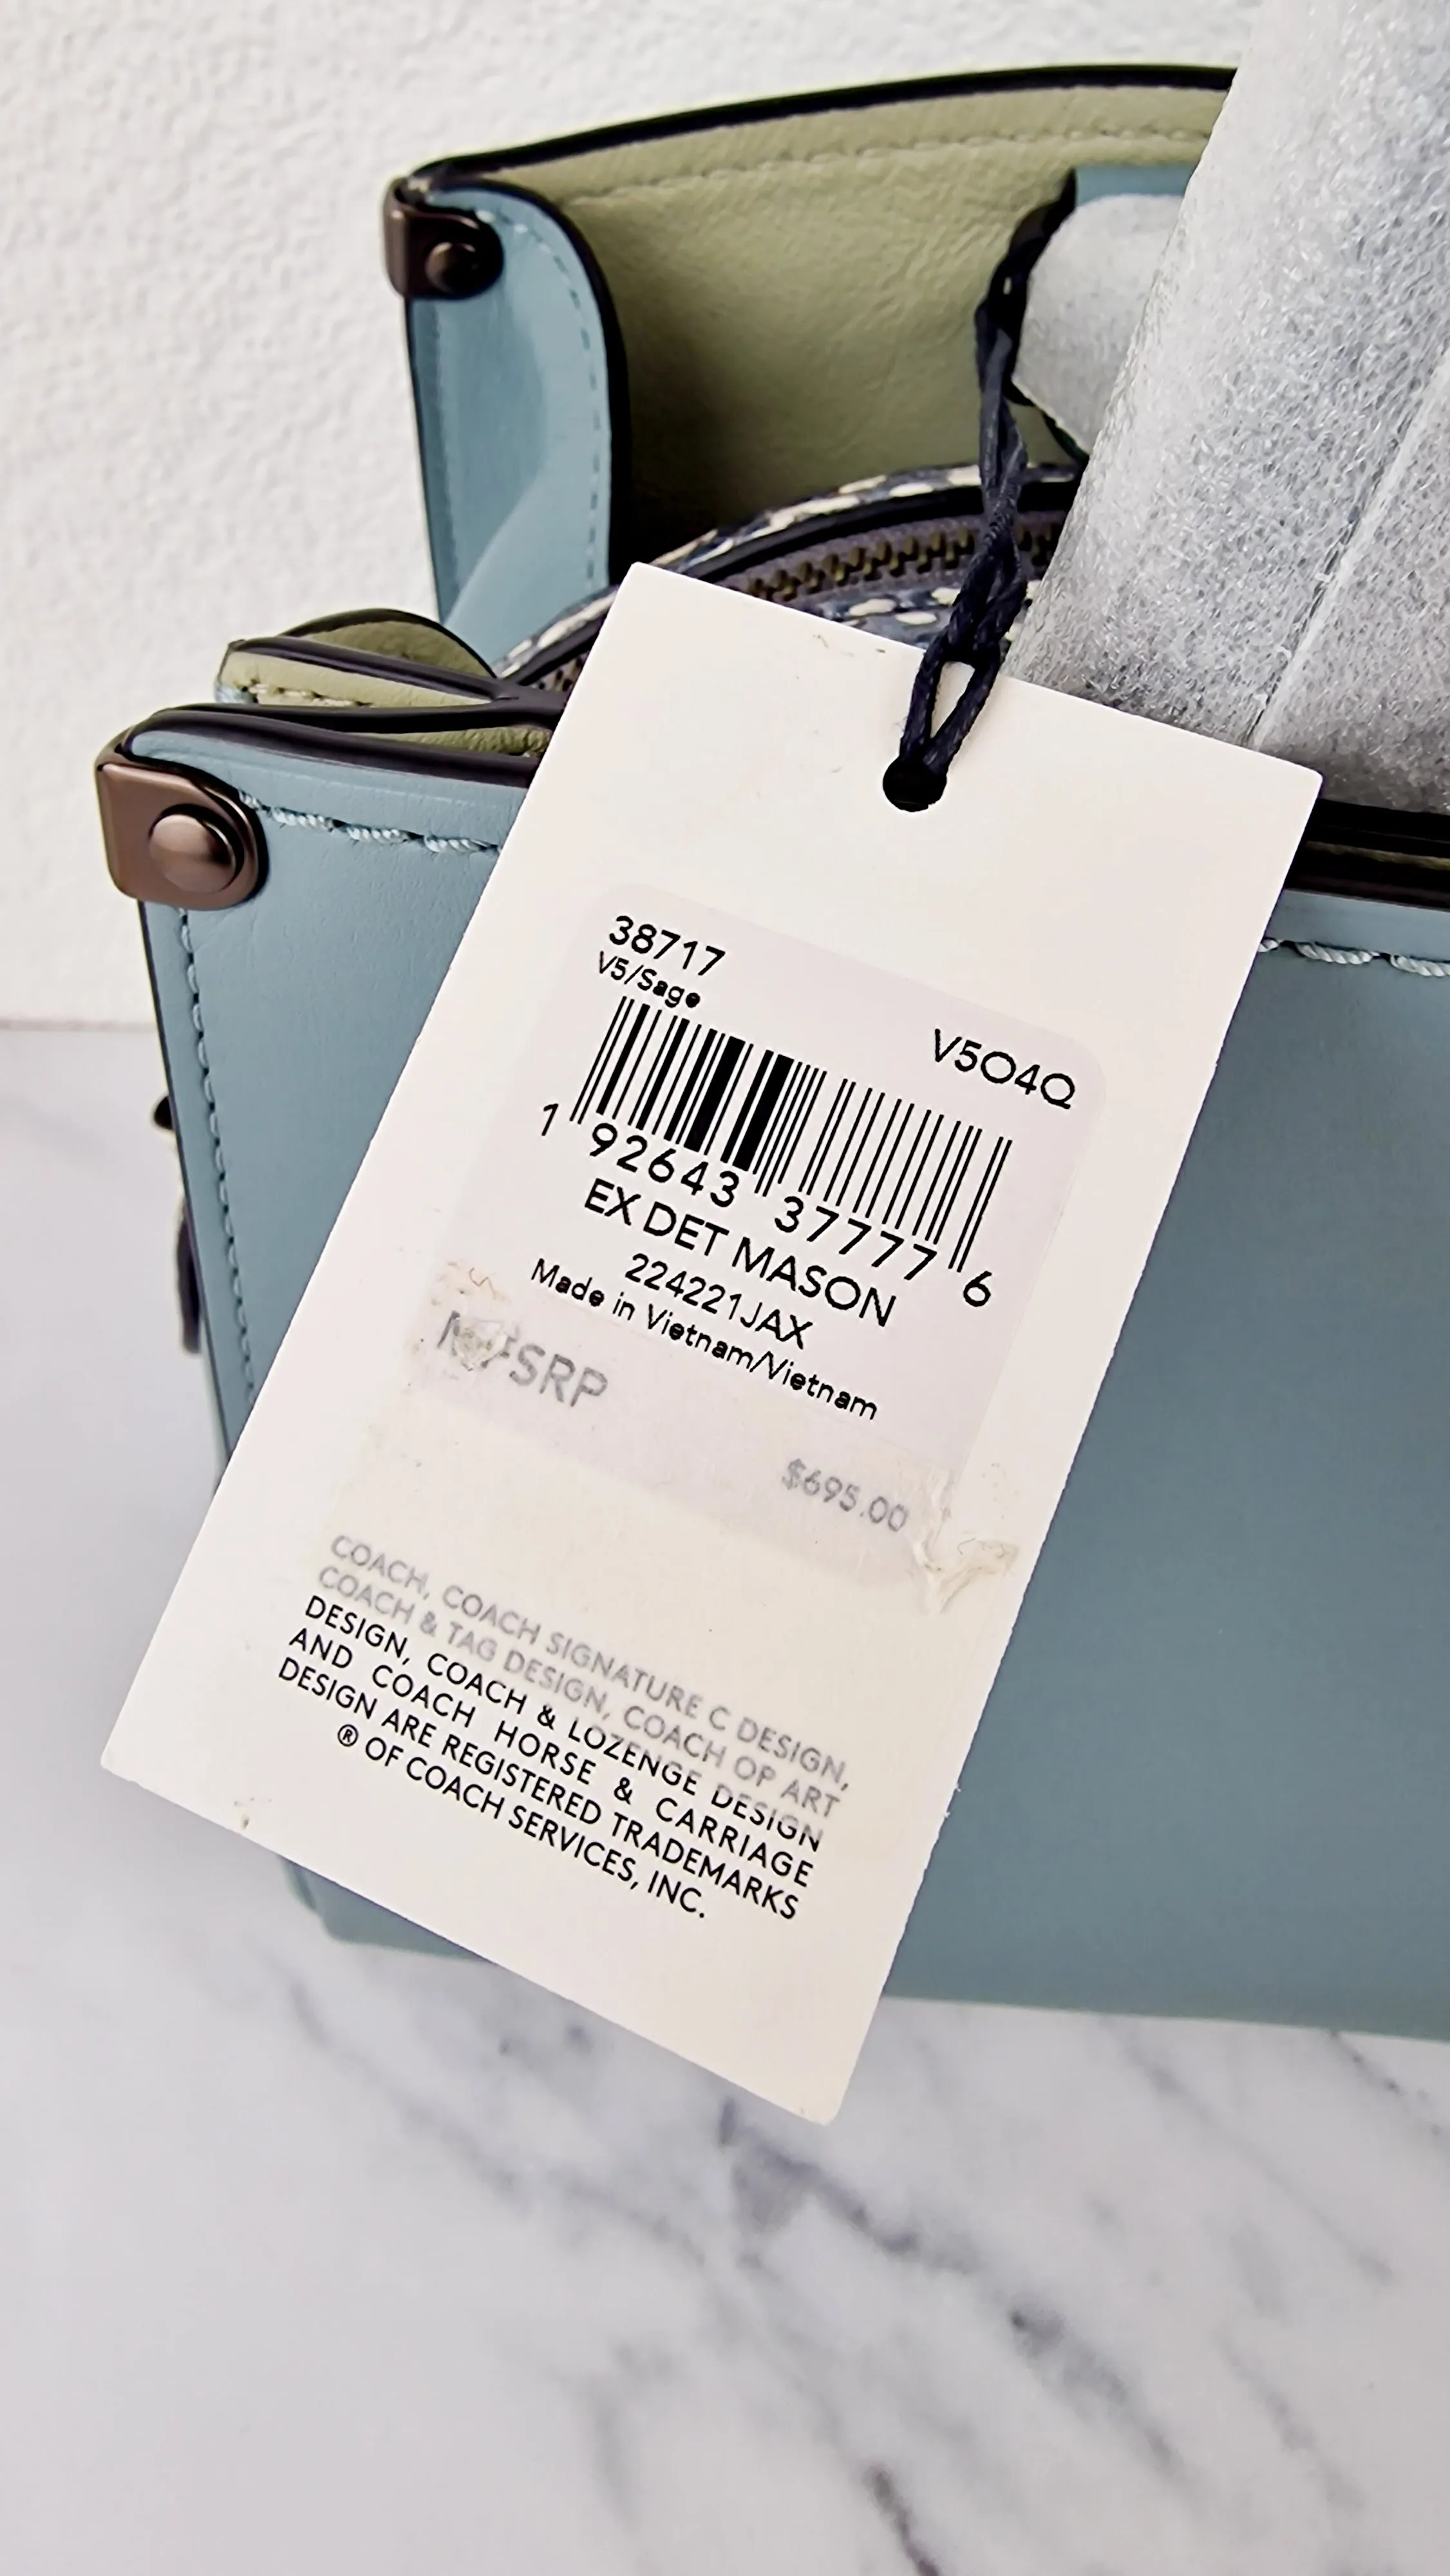 38717
V5/Sage
V5O4Q
1 92643 37777 6
EX DET MASON
224221JAX
Made in Vietnam/Vietnam
MFSRP
$695.00
COACH, COACH SIGNATURE C DESIGN,
COACH & TAG DESIGN, COACH OP ART
DESIGN, COACH & LOZENGE DESIGN
AND COACH HORSE & CARRIAGE
DESIGN ARE REGISTERED TRADEMARKS
® OF COACH SERVICES, INC.